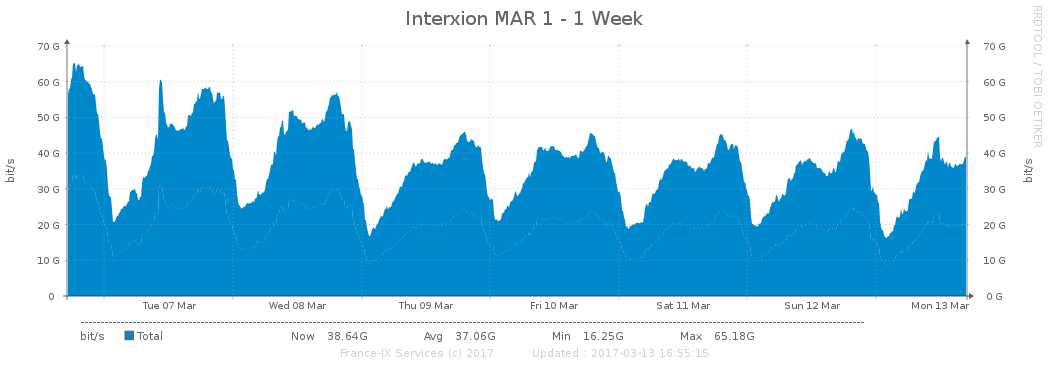 Interxion MAR 1 - 1 Week
RRDTOOL / TOBI OETIKER
bit/s
70 G 70 G
60 G 60 G
50 G 50 G
40 G 40 G
30 G 30 G
20 G 20 G
10 G 10 G
0 0 G
bit/s
Tue 07 Mar Wed 08 Mar Thu 09 Mar Fri 10 Mar Sat 11 Mar Sun 12 Mar Mon 13 Mar
bit/s Total Now 38.64G Avg 37.06G Min 16.25G Max 65.18G
France-IX Services (c) 2017 Updated : 2017-03-13 16:55:15